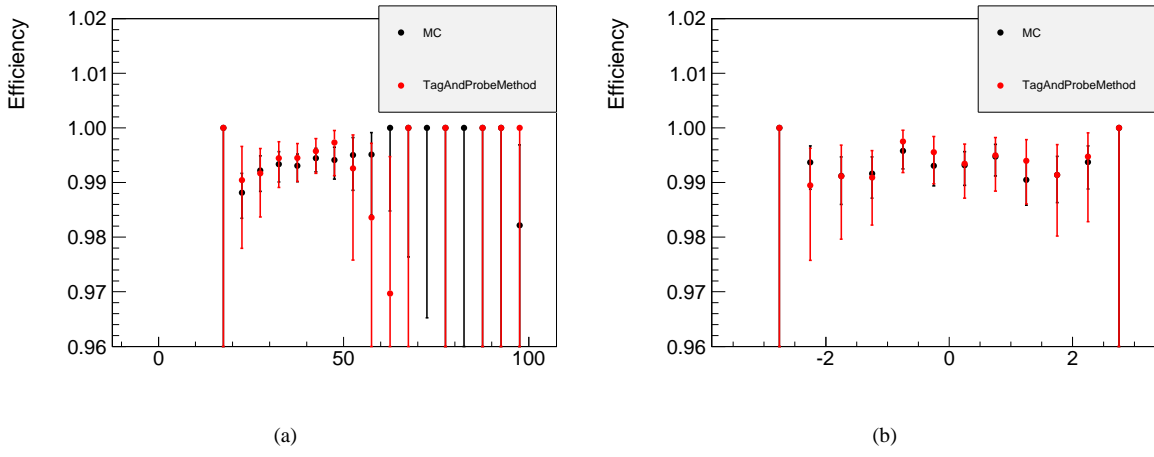 Efficiency
1.02
1.01
1.00
0.99
0.98
0.97
0.96
0
50
100
MC
TagAndProbeMethod
(a)
Efficiency
1.02
1.01
1.00
0.99
0.98
0.97
0.96
-2
0
2
MC
TagAndProbeMethod
(b)